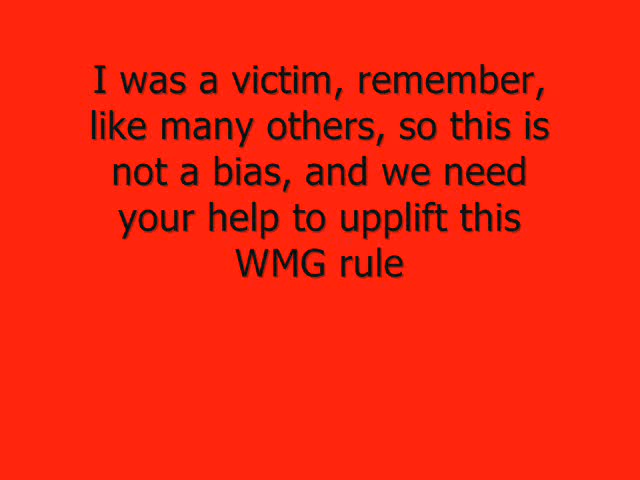 I was a victim, remember,
like many others, so this is
not a bias, and we need
your help to upplift this
WMG rule